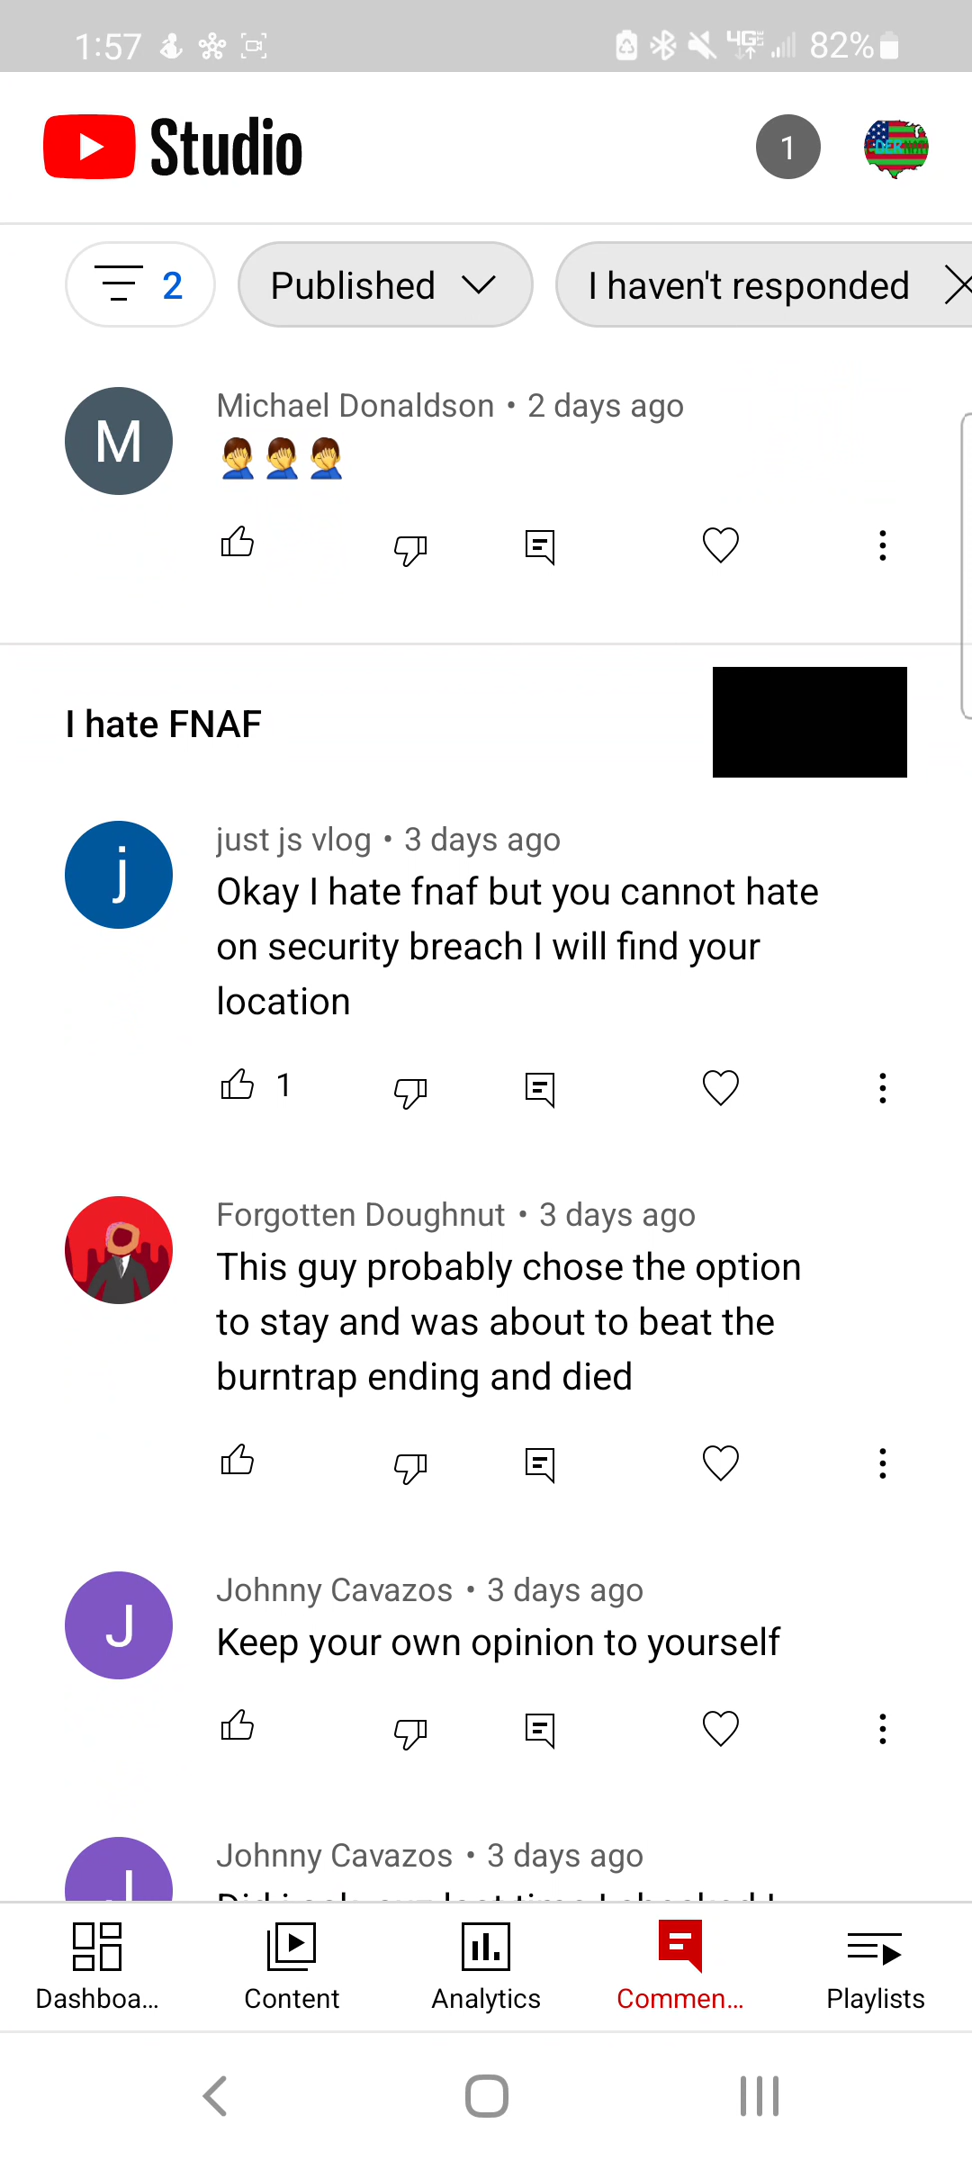 1:57
4G
82%
Studio
1
2
Published
I haven't responded
M
Michael Donaldson • 2 days ago
I hate FNAF
j
just js vlog • 3 days ago
Okay I hate fnaf but you cannot hate
on security breach I will find your
location
1
Forgotten Doughnut • 3 days ago
This guy probably chose the option
to stay and was about to beat the
burntrap ending and died
J
Johnny Cavazos • 3 days ago
Keep your own opinion to yourself
J
Johnny Cavazos • 3 days ago
Dashboa...
Content
Analytics
Commen...
Playlists